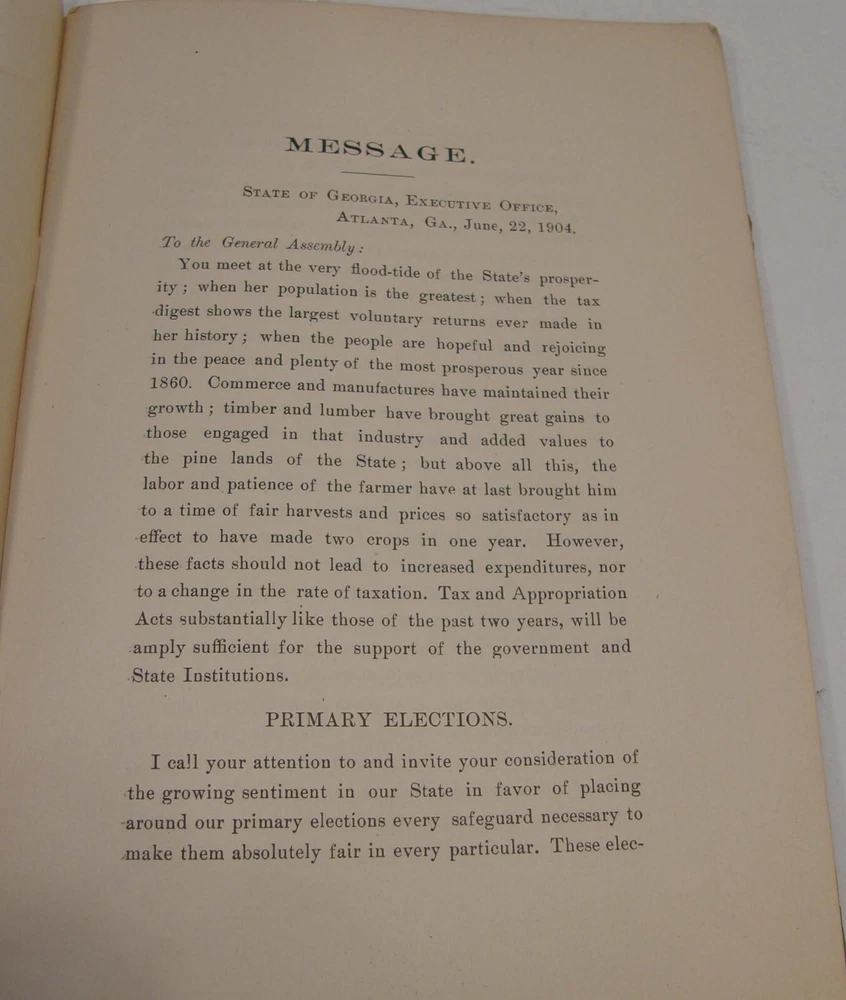 MESSAGE.
STATE OF GEORGIA, EXECUTIVE OFFICE,
ATLANTA, GA., June, 22, 1904.
To the General Assembly:
You meet at the very flood-tide of the State's prosper-
ity; when her population is the greatest; when the tax
digest shows the largest voluntary returns ever made in
her history; when the people are hopeful and rejoicing
in the peace and plenty of the most prosperous year since
1860. Commerce and manufactures have maintained their
growth; timber and lumber have brought great gains to
those engaged in that industry and added values to
the pine lands of the State; but above all this, the
labor and patience of the farmer have at last brought him
to a time of fair harvests and prices so satisfactory as in
effect to have made two crops in one year. However,
these facts should not lead to increased expenditures, nor
to a change in the rate of taxation. Tax and Appropriation
Acts substantially like those of the past two years, will be
amply sufficient for the support of the government and
State Institutions.
PRIMARY ELECTIONS.
I call your attention to and invite your consideration of
the growing sentiment in our State in favor of placing
around our primary elections every safeguard necessary to
make them absolutely fair in every particular. These elec-